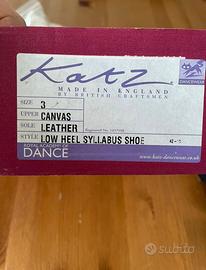 Katz
DANCEWEAR
MADE IN ENGLAND
BY BRITISH CRAFTSMEN
SIZE 3
UPPER CANVAS
SOLE LEATHER
STYLE LOW HEEL SYLLABUS SHOE
ROYAL ACADEMY OF
DANCE
www.katz-dancewear.co.uk
subito